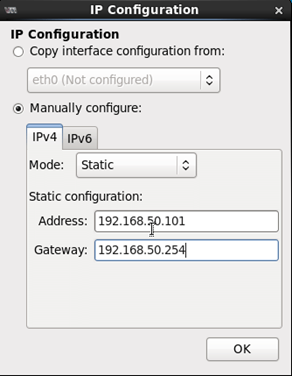 IP Configuration
IP Configuration
Copy interface configuration from:
eth0 (Not configured)
Manually configure:
IPv4 IPv6
Mode: Static
Static configuration:
Address: 192.168.50.101
Gateway: 192.168.50.254
OK